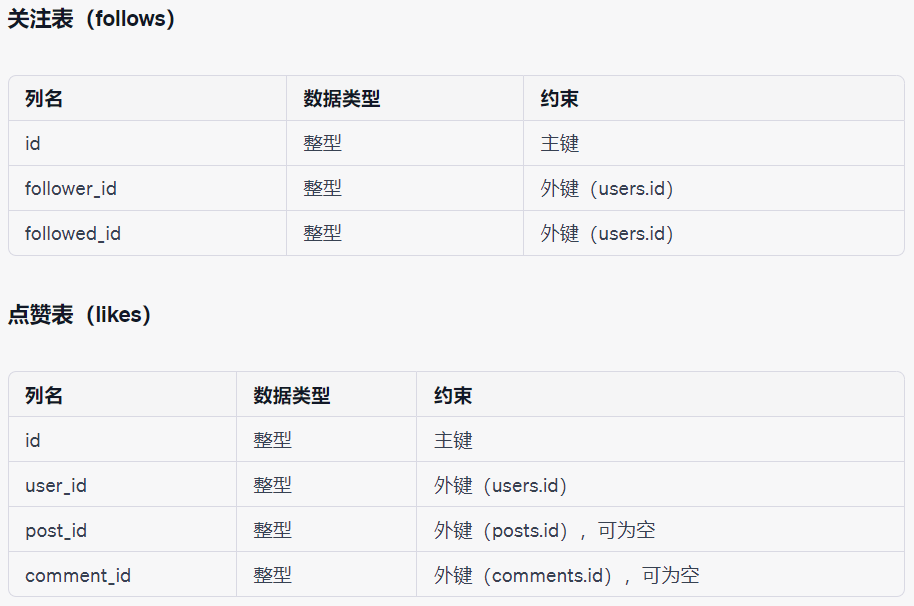 关注表（follows）
列名 数据类型 约束
id 整型 主键
follower_id 整型 外键（users.id）
followed_id 整型 外键（users.id）
点赞表（likes）
列名 数据类型 约束
id 整型 主键
user_id 整型 外键（users.id）
post_id 整型 外键（posts.id），可为空
comment_id 整型 外键（comments.id），可为空